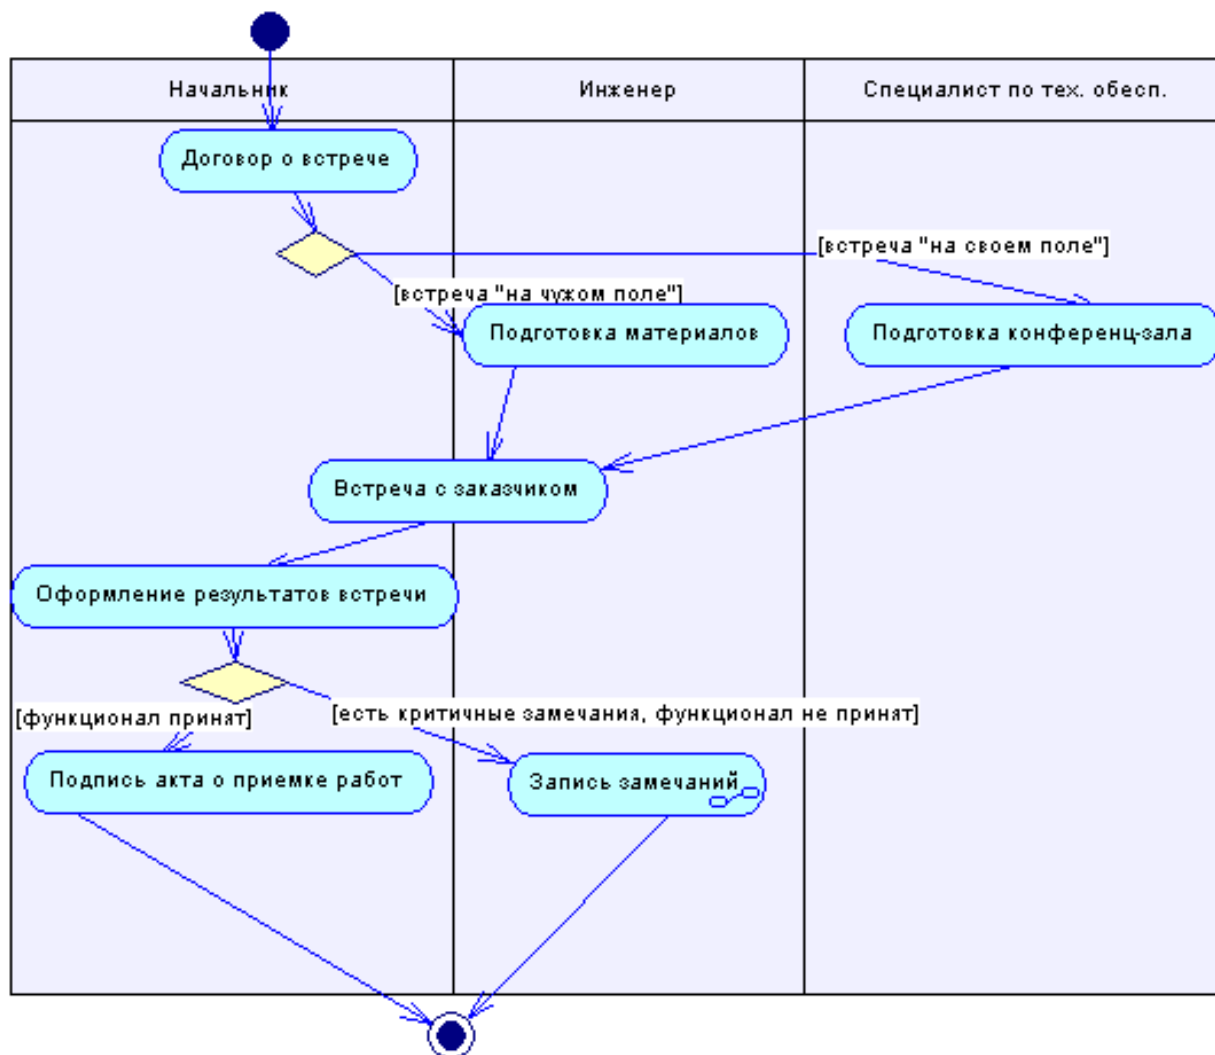 Начальник
Инженер
Специалист по тех. обесп.
Договор о встрече
[встреча "на своем поле"]
[встреча "на чужом поле"]
Подготовка материалов
Подготовка конференц-зала
Встреча с заказчиком
Оформление результатов встречи
[функционал принят]
[есть критичные замечания, функционал не принят]
Подпись акта о приемке работ
Запись замечаний